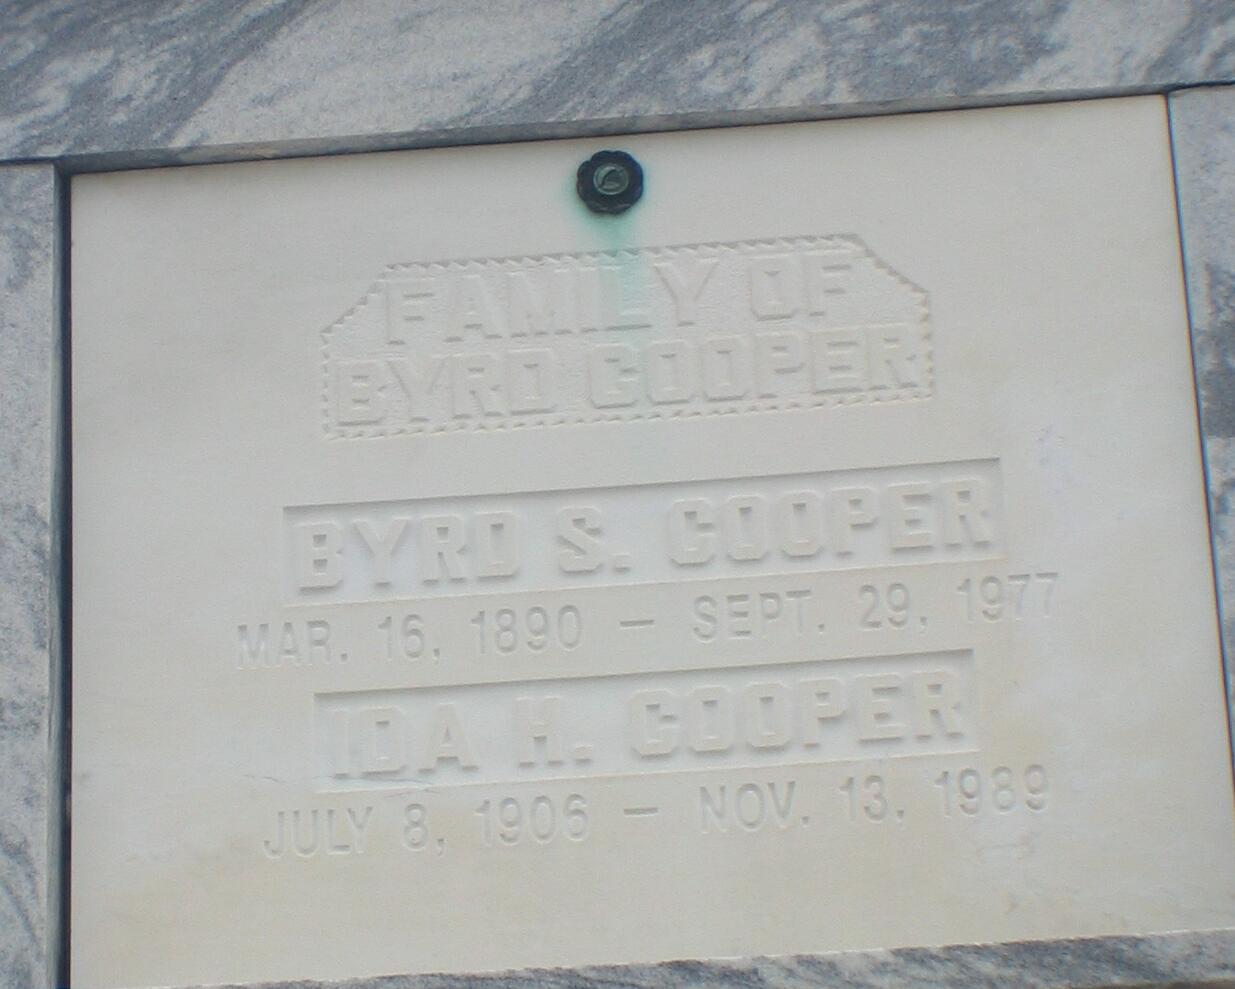 FAMILY OF
BYRD COOPER
BYRD S. COOPER
MAR. 16, 1890 — SEPT. 29, 1977
IDA H. COOPER
JULY 8, 1906 — NOV. 13, 1989